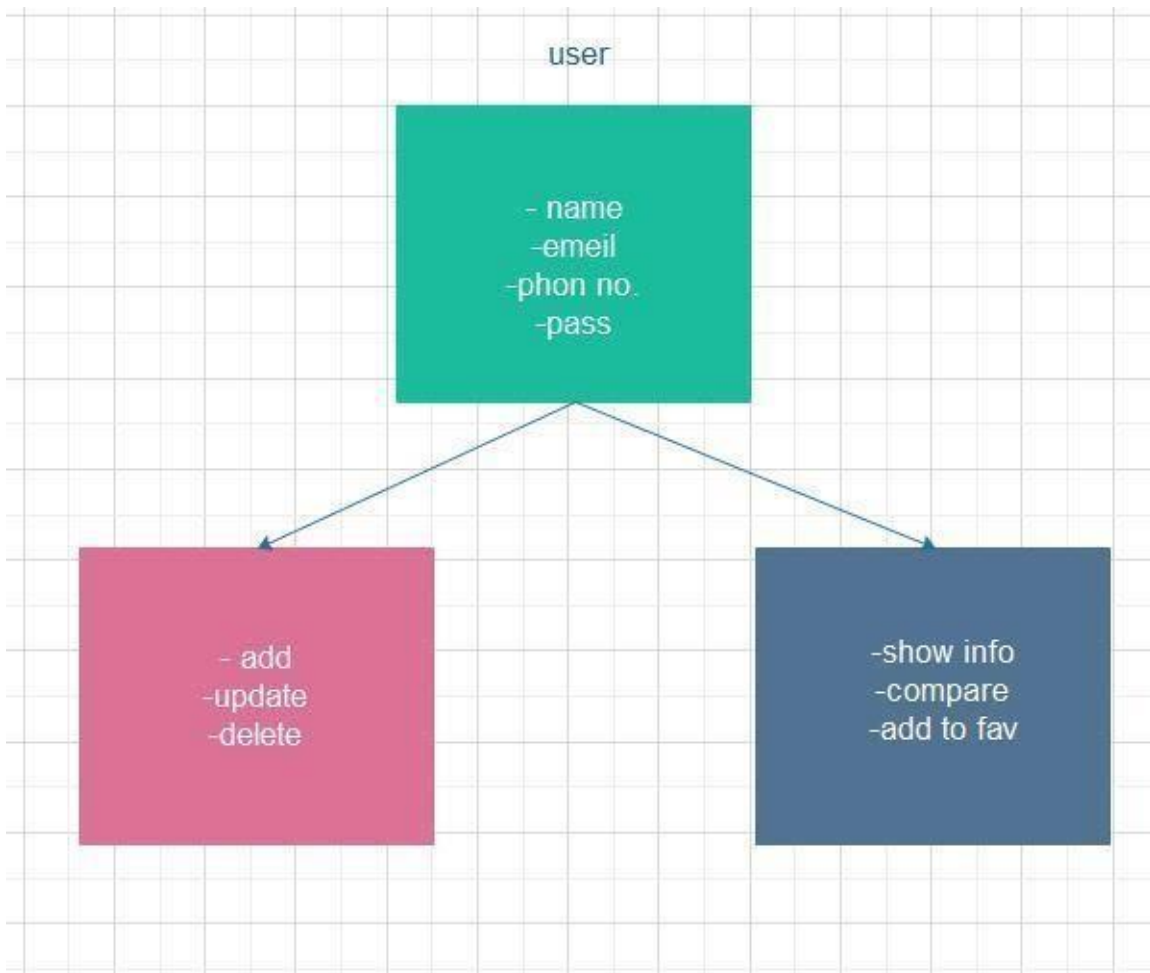 user
- name
-emeil
-phon no.
-pass
- add
-update
-delete
-show info
-compare
-add to fav